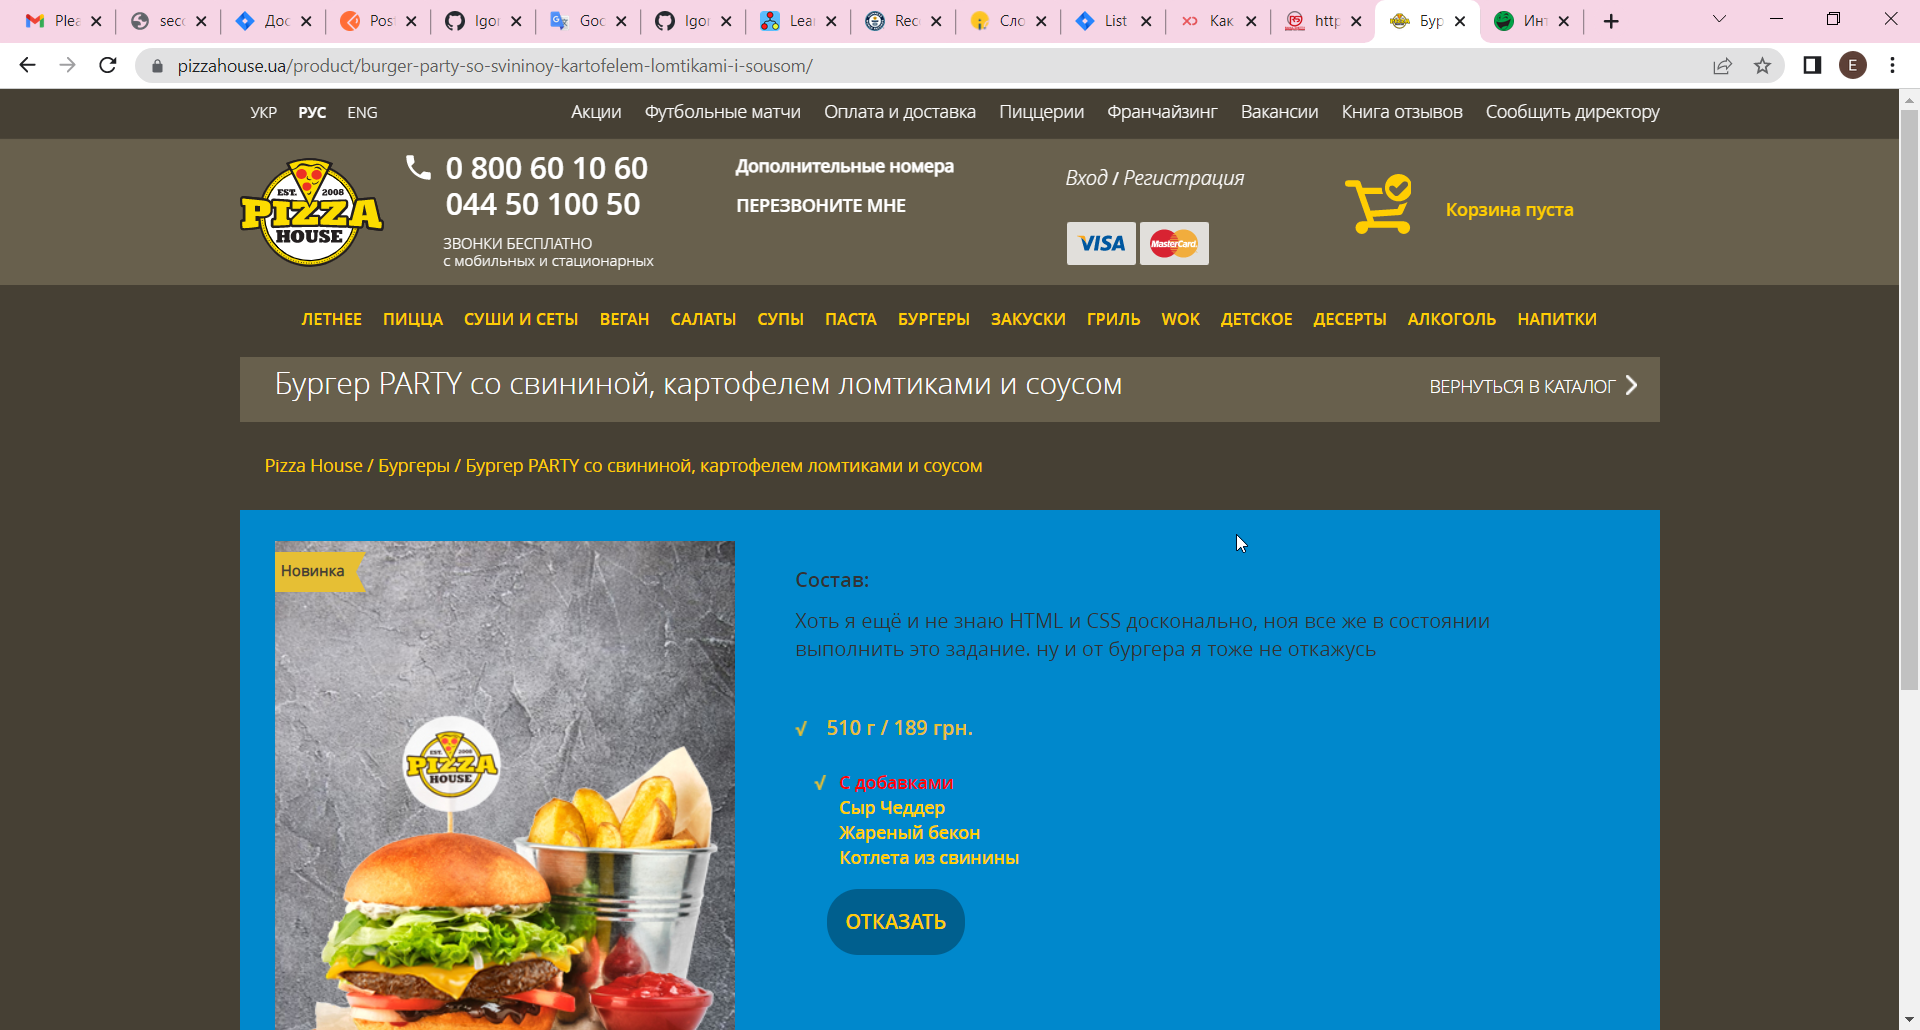 Plea
secc
Дос
Post
Igor
Goo
Igor
Lear
Reco
Сло
List
Как
http
Бур
Инт
pizzahouse.ua/product/burger-party-so-svininoy-kartofelem-lomtikami-i-sousom/
E
УКР РУС ENG
Акции Футбольные матчи Оплата и доставка Пиццерии Франчайзинг Вакансии Книга отзывов Сообщить директору
EST. 2008
PIZZA
HOUSE
0 800 60 10 60
044 50 100 50
ЗВОНКИ БЕСПЛАТНО
с мобильных и стационарных
Дополнительные номера
ПЕРЕЗВОНИТЕ МНЕ
Вход / Регистрация
VISA MasterCard
Корзина пуста
ЛЕТНЕЕ ПИЦЦА СУШИ И СЕТЫ ВЕГАН САЛАТЫ СУПЫ ПАСТА БУРГЕРЫ ЗАКУСКИ ГРИЛЬ WOK ДЕТСКОЕ ДЕСЕРТЫ АЛКОГОЛЬ НАПИТКИ
Бургер PARTY со свининой, картофелем ломтиками и соусом
ВЕРНУТЬСЯ В КАТАЛОГ
Pizza House / Бургеры / Бургер PARTY со свининой, картофелем ломтиками и соусом
Новинка
EST. 2008
PIZZA
HOUSE
Состав:
Хоть я ещё и не знаю HTML и CSS досконально, ноя все же в состоянии
выполнить это задание. ну и от бургера я тоже не откажусь
√ 510 г / 189 грн.
√ С добавками
Сыр Чеддер
Жареный бекон
Котлета из свинины
ОТКАЗАТЬ